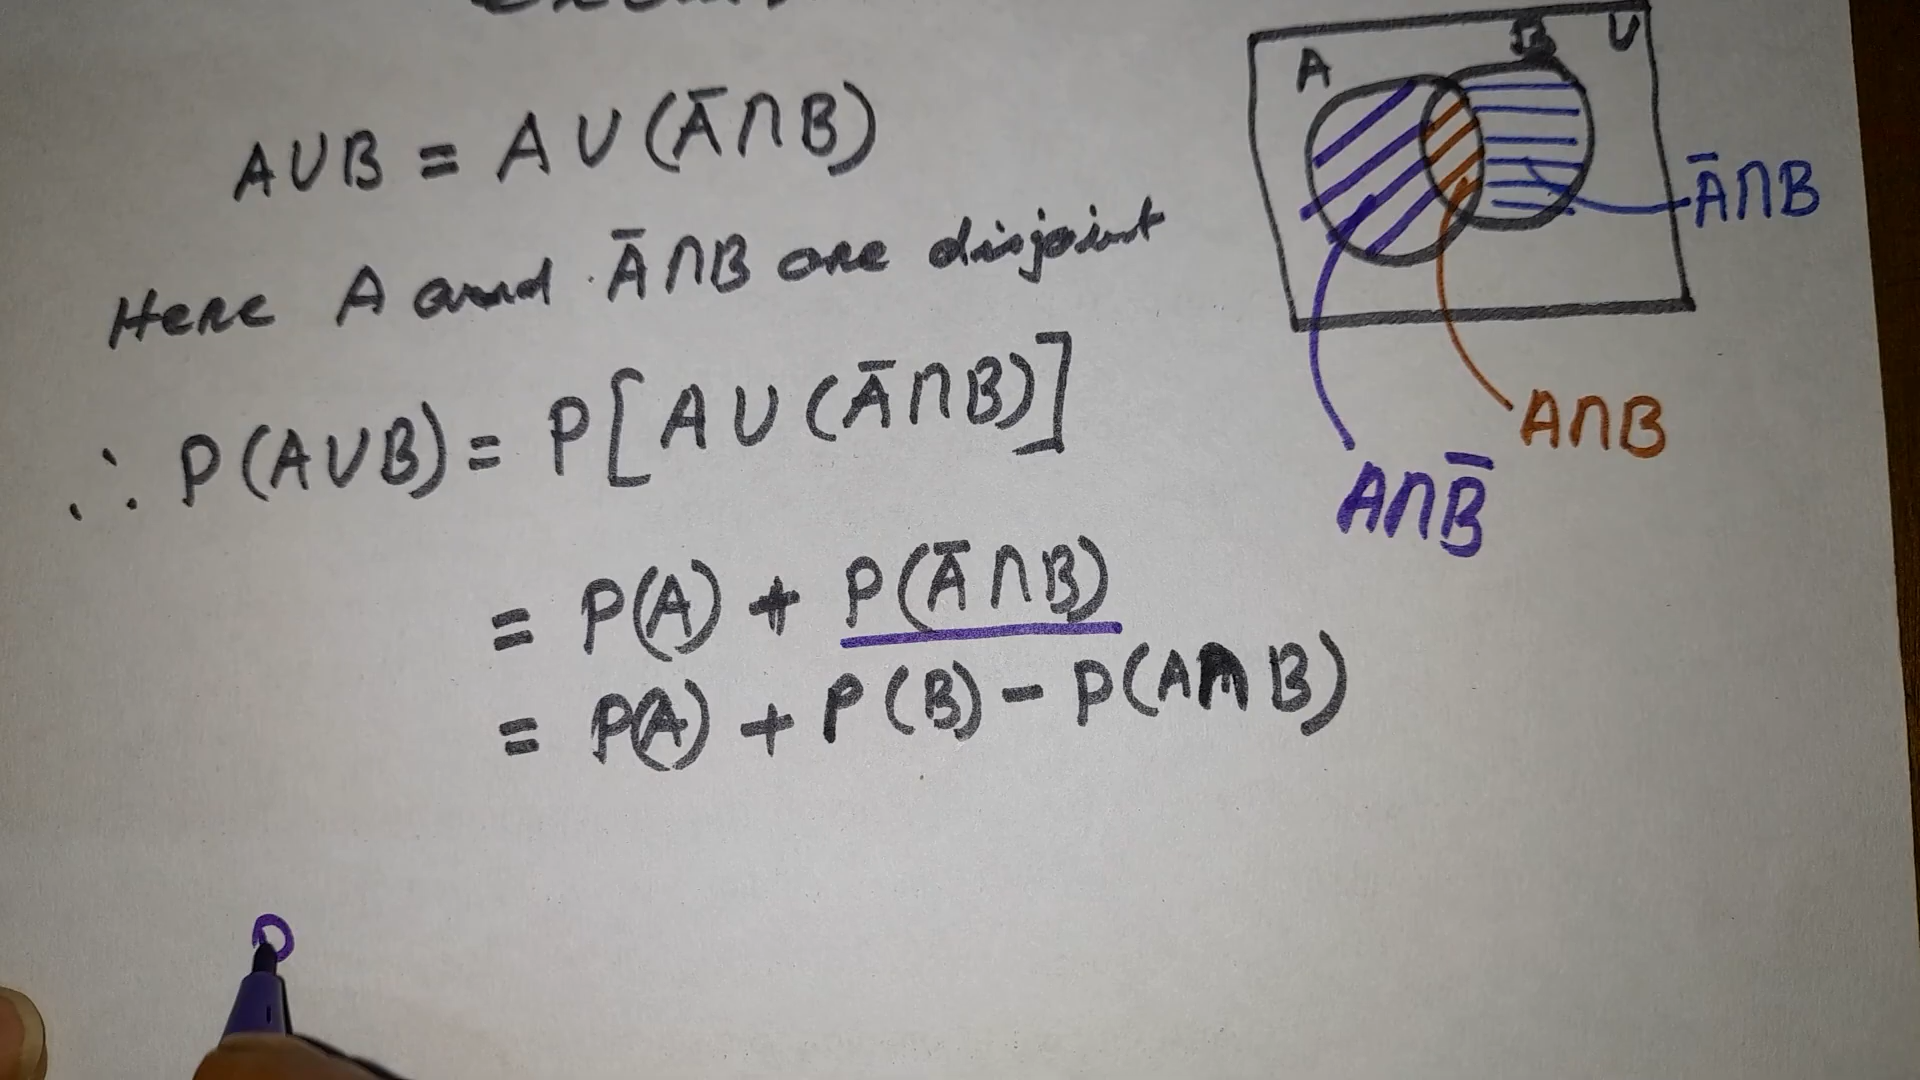 A∪B = A∪(Ā∩B)
Here A and Ā∩B are disjoint
∴ P(A∪B) = P[A∪(Ā∩B)]
= P(A) + P(Ā∩B)
= P(A) + P(B) - P(A∩B)
P
A
B
U
Ā∩B
A∩B
A∩B̄